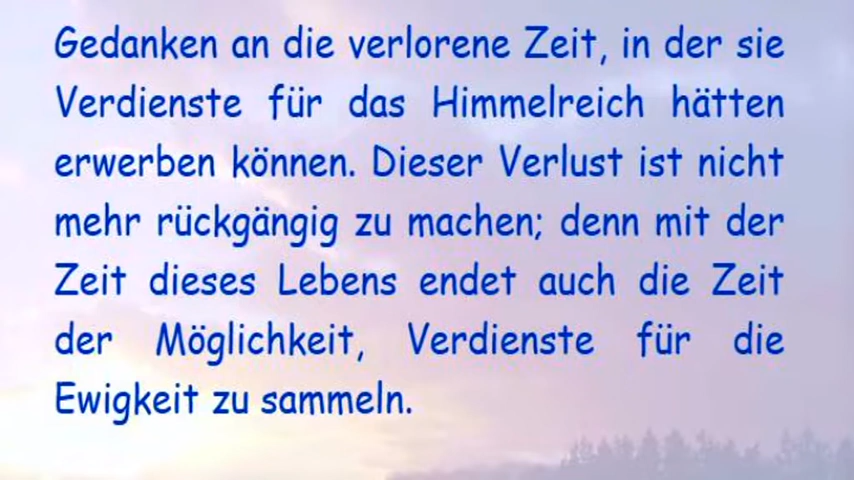 Gedanken an die verlorene Zeit, in der sie
Verdienste für das Himmelreich hätten
erwerben können. Dieser Verlust ist nicht
mehr rückgängig zu machen; denn mit der
Zeit dieses Lebens endet auch die Zeit
der Möglichkeit, Verdienste für die
Ewigkeit zu sammeln.